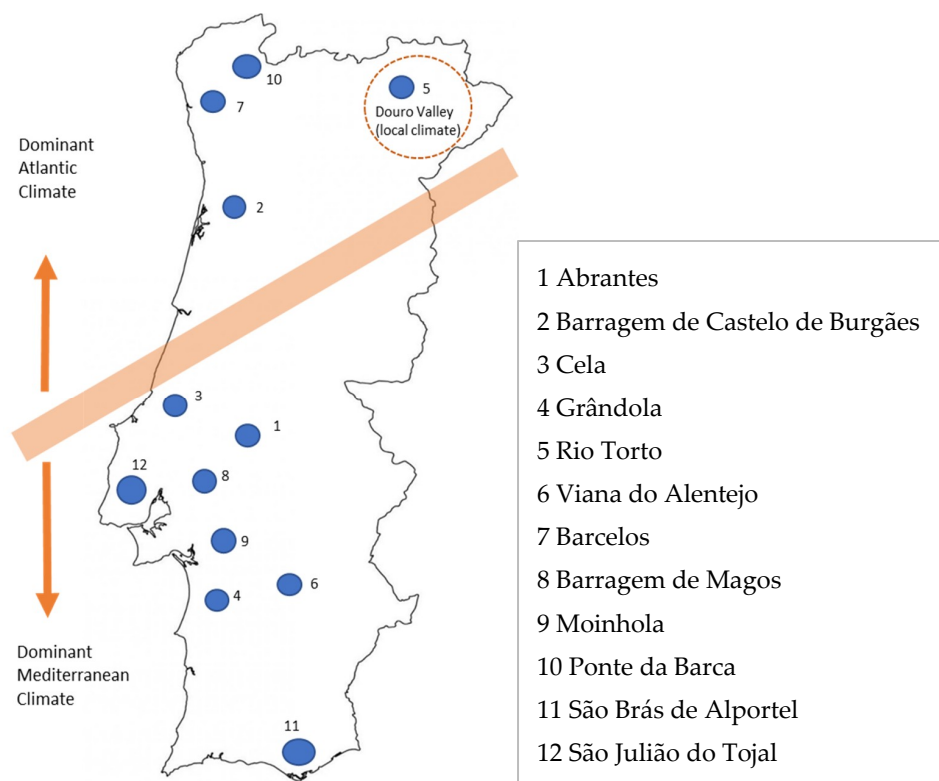 10
5
7
Douro Valley
(local climate)
Dominant
Atlantic
Climate
2
3
1
12
8
9
6
4
Dominant
Mediterranean
Climate
11
1 Abrantes
2 Barragem de Castelo de Burgães
3 Cela
4 Grândola
5 Rio Torto
6 Viana do Alentejo
7 Barcelos
8 Barragem de Magos
9 Moinhola
10 Ponte da Barca
11 São Brás de Alportel
12 São Julião do Tojal